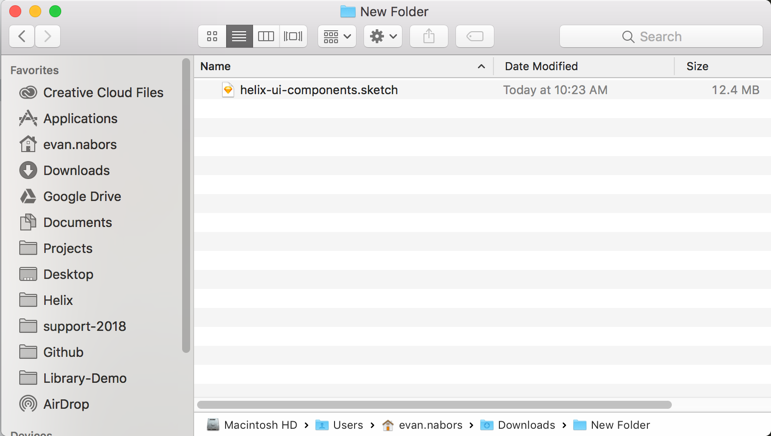 New Folder
Search
Favorites
Creative Cloud Files
Applications
evan.nabors
Downloads
Google Drive
Documents
Projects
Desktop
Helix
support-2018
Github
Library-Demo
AirDrop
Devices
Name Date Modified Size
helix-ui-components.sketch Today at 10:23 AM 12.4 MB
Macintosh HD › Users › evan.nabors › Downloads › New Folder